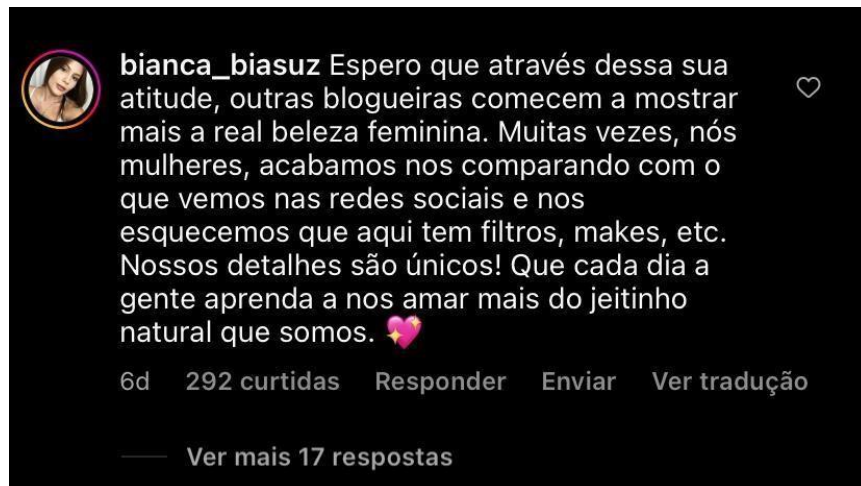 bianca_biasuz Espero que através dessa sua
atitude, outras blogueiras comecem a mostrar
mais a real beleza feminina. Muitas vezes, nós
mulheres, acabamos nos comparando com o
que vemos nas redes sociais e nos
esquecemos que aqui tem filtros, makes, etc.
Nossos detalhes são únicos! Que cada dia a
gente aprenda a nos amar mais do jeitinho
natural que somos. 💖
6d 292 curtidas Responder Enviar Ver tradução
Ver mais 17 respostas